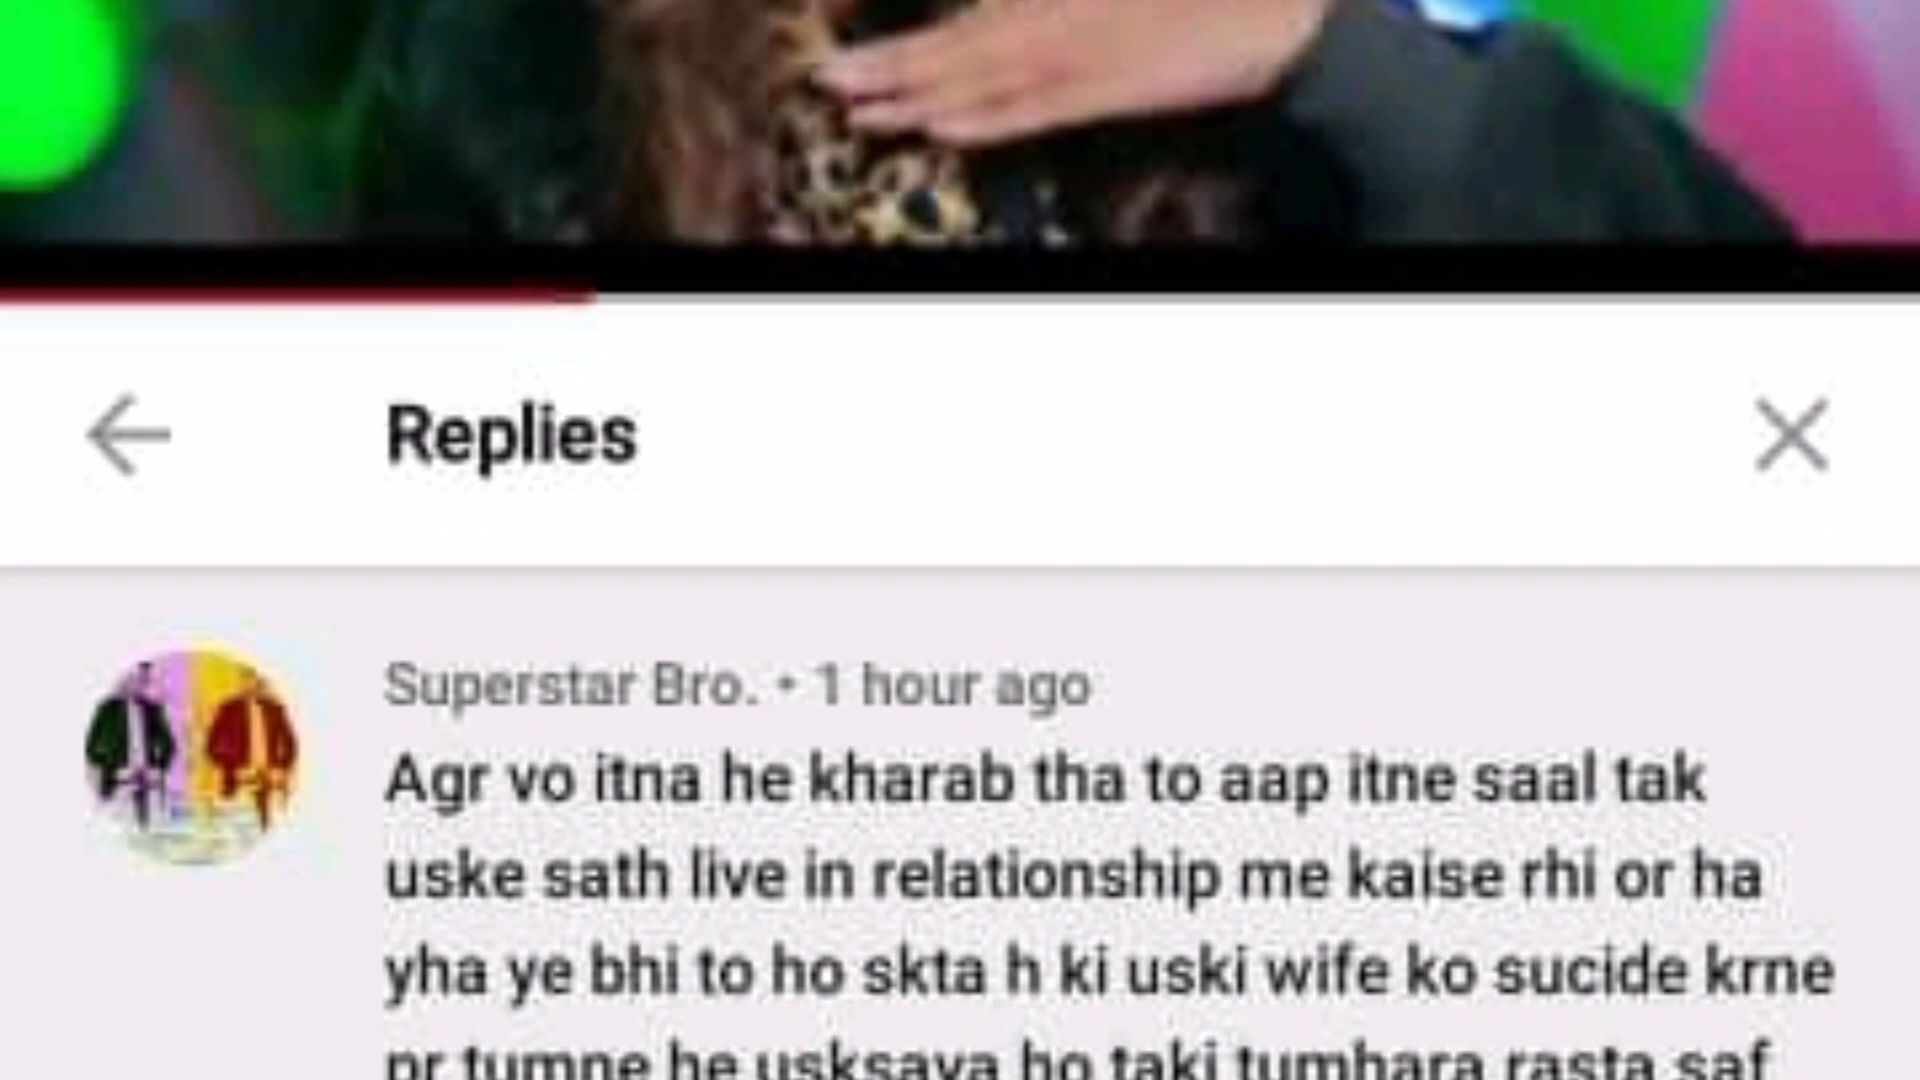 Replies
Superstar Bro. • 1 hour ago
Agr vo itna he kharab tha to aap itne saal tak
uske sath live in relationship me kaise rhi or ha
yha ye bhi to ho skta h ki uski wife ko sucide krne
pr tumne he usksaya ho taki tumhara rasta saf